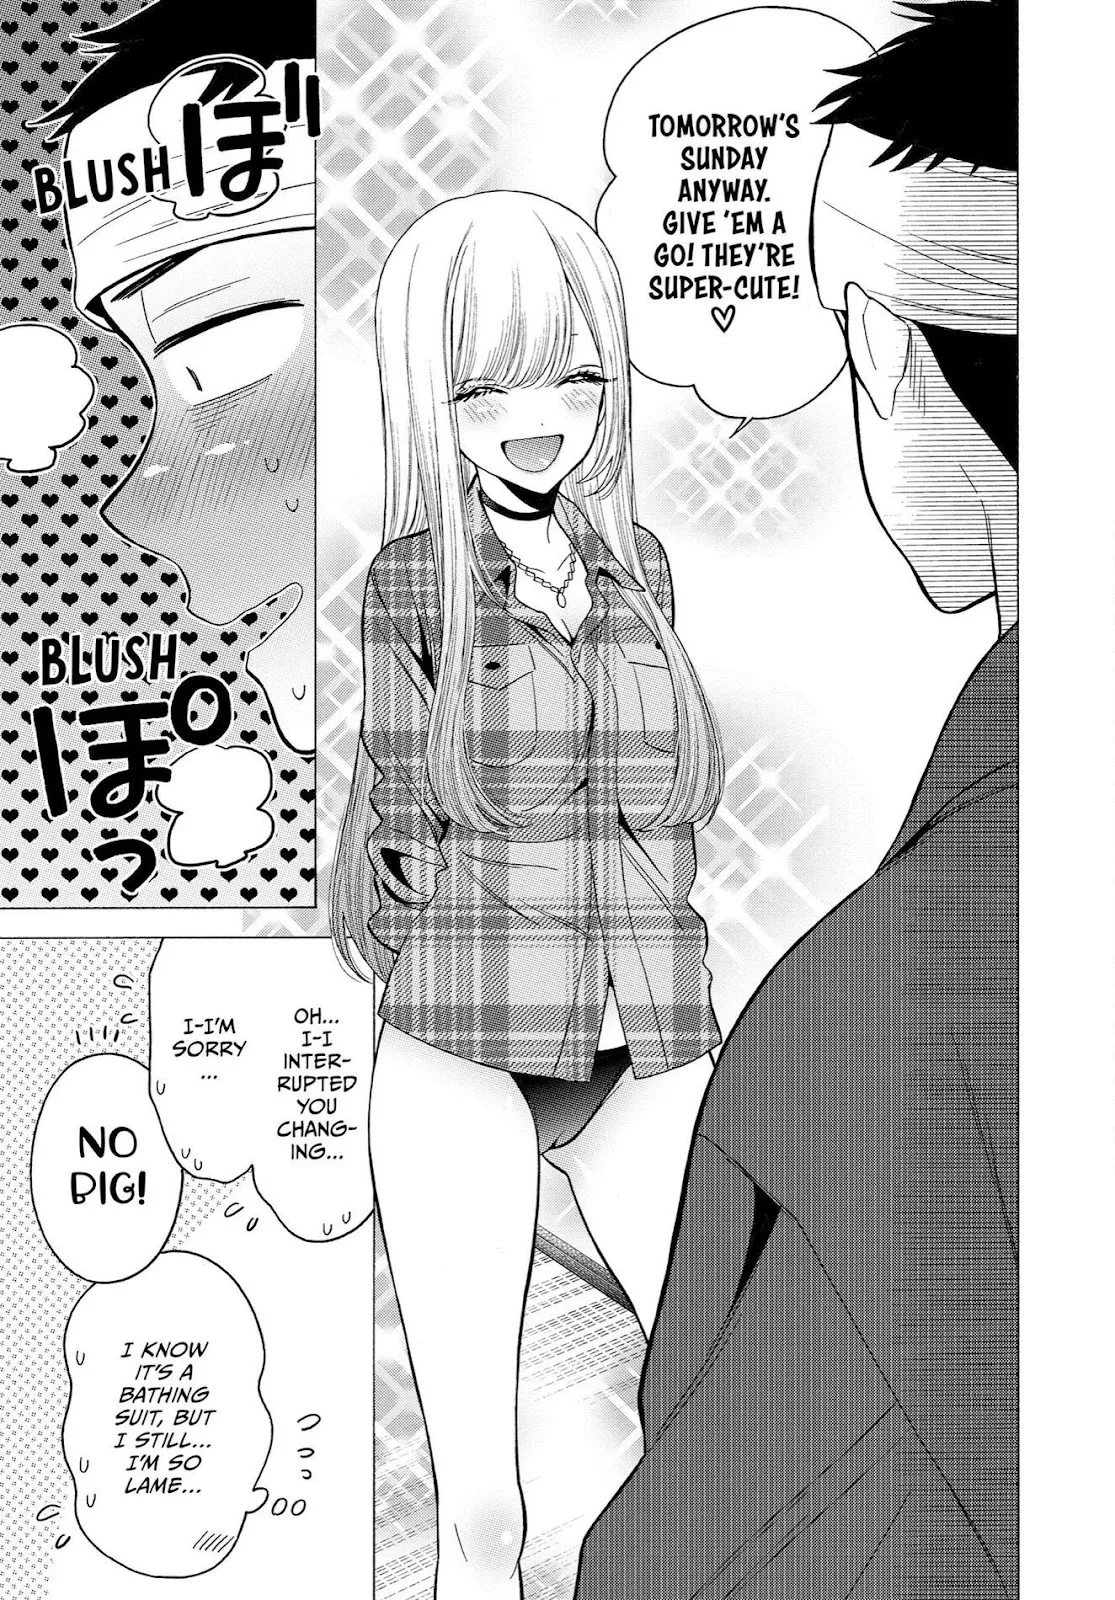 TOMORROW'S
SUNDAY
ANYWAY.
GIVE 'EM A
GO! THEY'RE
SUPER-CUTE!
♡
BLUSH
ぼ
BLUSH
ぽっ
OH...
I-I
INTER-
RUPTED
YOU
CHANG-
ING...
I-I'M
SORRY
...
NO
BIG!
I KNOW
IT'S A
BATHING
SUIT, BUT
I STILL...
I'M SO
LAME...